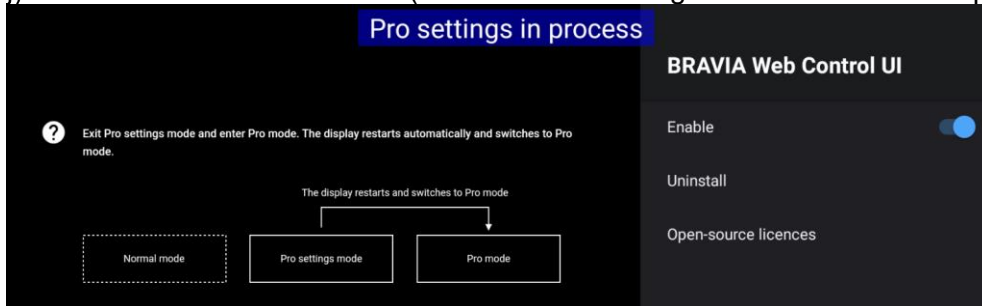 Pro settings in process
BRAVIA Web Control UI
Exit Pro settings mode and enter Pro mode. The display restarts automatically and switches to Pro
mode.
The display restarts and switches to Pro mode
Normal mode
Pro settings mode
Pro mode
Enable
Uninstall
Open-source licences